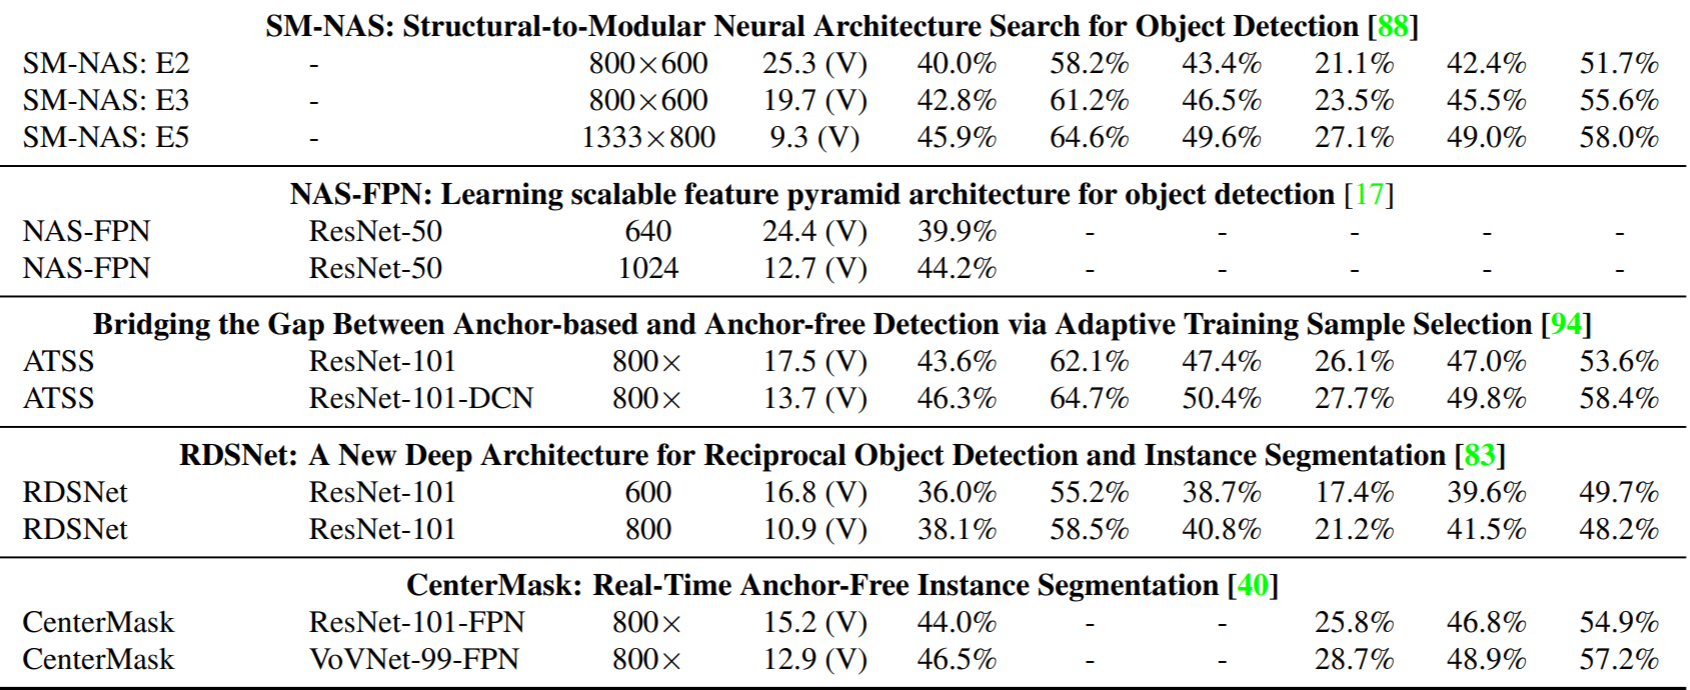 SM-NAS: Structural-to-Modular Neural Architecture Search for Object Detection [88]
SM-NAS: E2 - 800×600 25.3 (V) 40.0% 58.2% 43.4% 21.1% 42.4% 51.7%
SM-NAS: E3 - 800×600 19.7 (V) 42.8% 61.2% 46.5% 23.5% 45.5% 55.6%
SM-NAS: E5 - 1333×800 9.3 (V) 45.9% 64.6% 49.6% 27.1% 49.0% 58.0%
NAS-FPN: Learning scalable feature pyramid architecture for object detection [17]
NAS-FPN ResNet-50 640 24.4 (V) 39.9% - - - - -
NAS-FPN ResNet-50 1024 12.7 (V) 44.2% - - - - -
Bridging the Gap Between Anchor-based and Anchor-free Detection via Adaptive Training Sample Selection [94]
ATSS ResNet-101 800× 17.5 (V) 43.6% 62.1% 47.4% 26.1% 47.0% 53.6%
ATSS ResNet-101-DCN 800× 13.7 (V) 46.3% 64.7% 50.4% 27.7% 49.8% 58.4%
RDSNet: A New Deep Architecture for Reciprocal Object Detection and Instance Segmentation [83]
RDSNet ResNet-101 600 16.8 (V) 36.0% 55.2% 38.7% 17.4% 39.6% 49.7%
RDSNet ResNet-101 800 10.9 (V) 38.1% 58.5% 40.8% 21.2% 41.5% 48.2%
CenterMask: Real-Time Anchor-Free Instance Segmentation [40]
CenterMask ResNet-101-FPN 800× 15.2 (V) 44.0% - - 25.8% 46.8% 54.9%
CenterMask VoVNet-99-FPN 800× 12.9 (V) 46.5% - - 28.7% 48.9% 57.2%